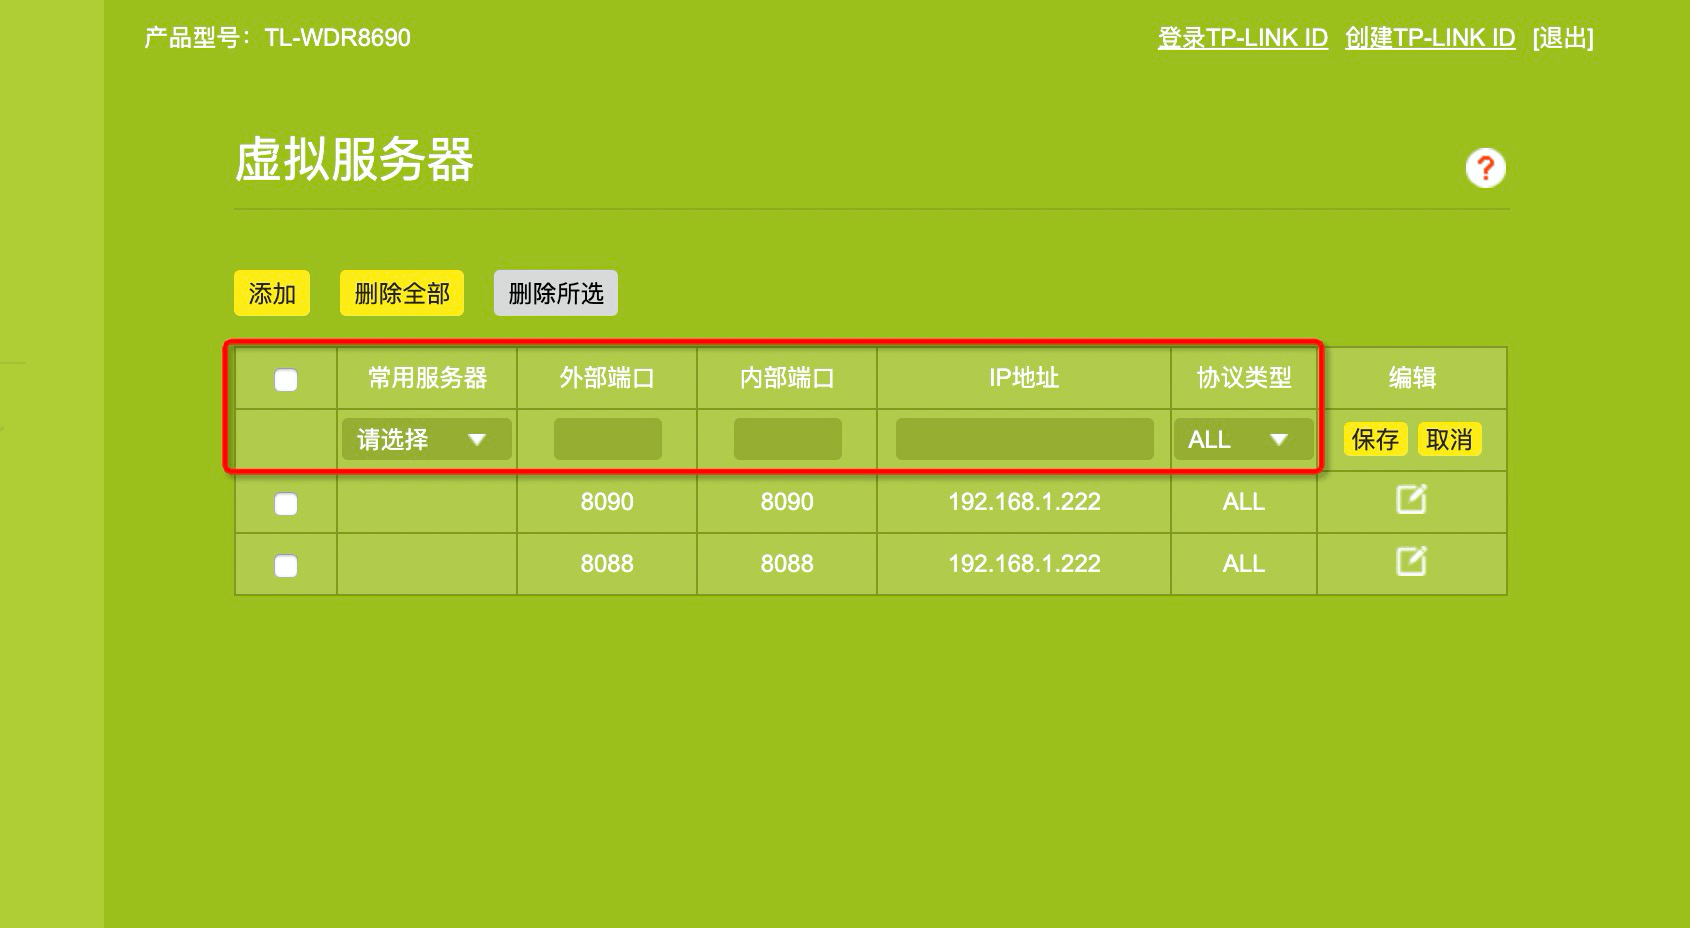 产品型号：TL-WDR8690 登录TP-LINK ID 创建TP-LINK ID [退出]
虚拟服务器 ?
添加 删除全部 删除所选
常用服务器 外部端口 内部端口 IP地址 协议类型 编辑
请选择 ALL 保存 取消
8090 8090 192.168.1.222 ALL
8088 8088 192.168.1.222 ALL